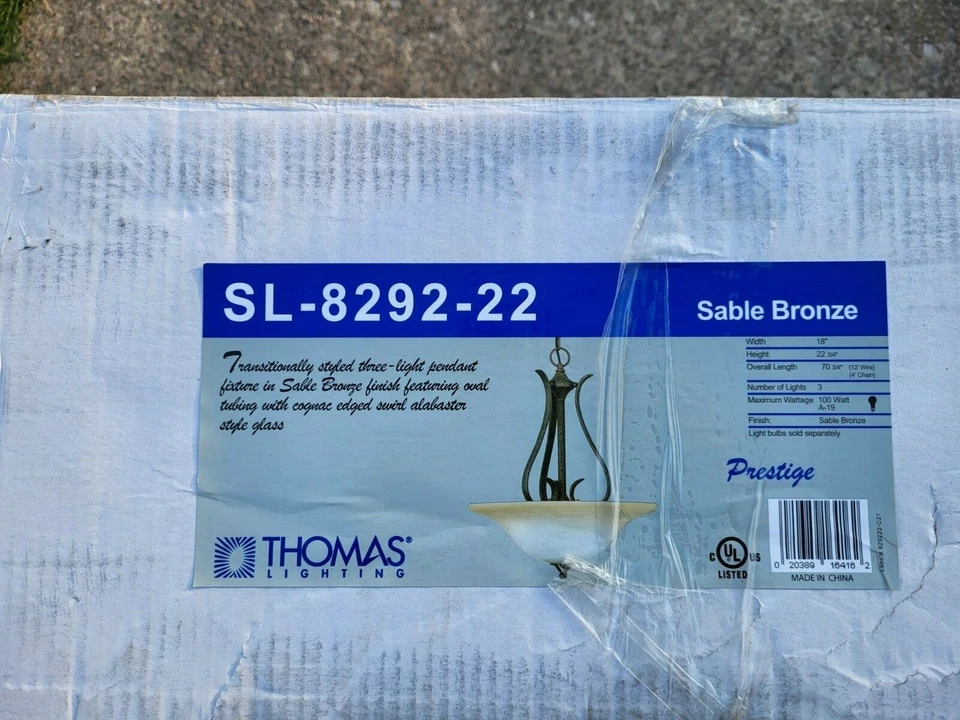 SL-8292-22
Sable Bronze
Transitionally styled three-light pendant
fixture in Sable Bronze finish featuring oval
tubing with cognac edged swirl alabaster
style glass
Width 18"
Height 22 3/4"
Overall Length 70 3/4" (12' Wire)
(4' Chain)
Number of Lights 3
Maximum Wattage 100 Watt
A-19
Finish: Sable Bronze
Light bulbs sold separately
Prestige
THOMAS®
LIGHTING
C UL US
LISTED
0 20389 16416 2
MADE IN CHINA